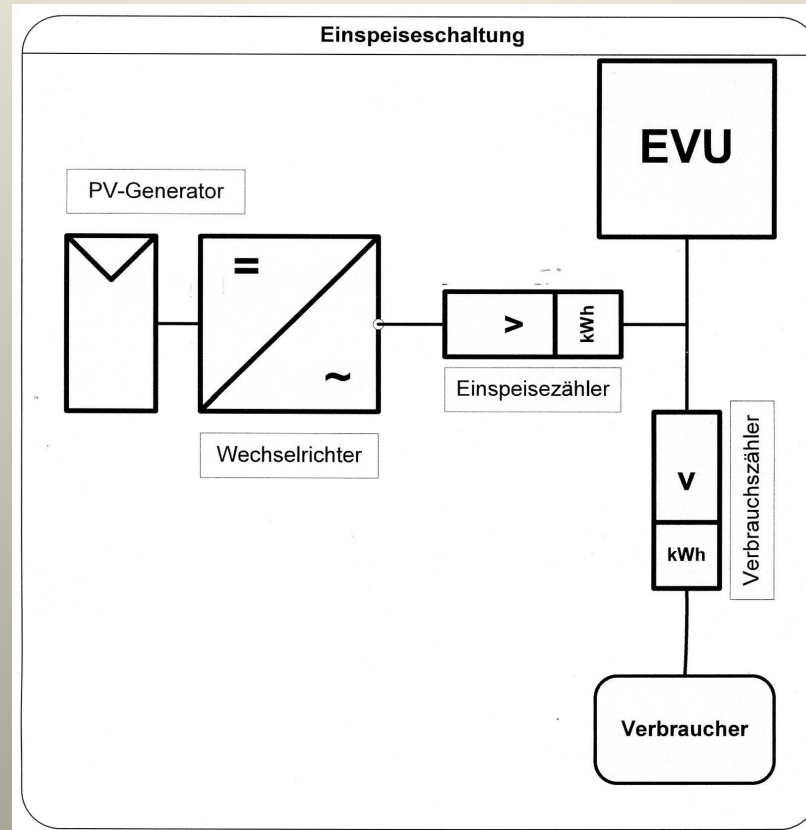 Einspeiseschaltung
EVU
PV-Generator
=
~
Wechselrichter
>
kWh
Einspeisezähler
v
kWh
Verbrauchszähler
Verbraucher